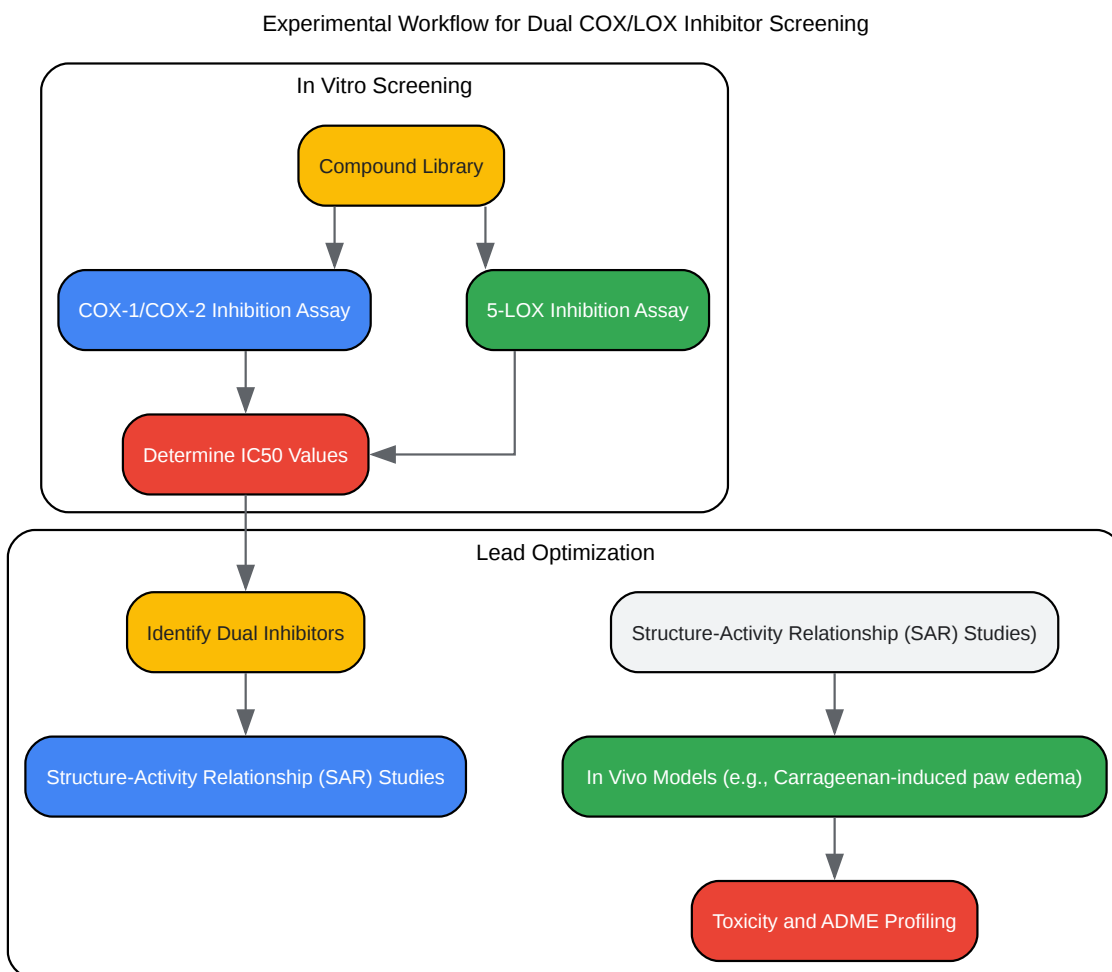 Experimental Workflow for Dual COX/LOX Inhibitor Screening
In Vitro Screening
Compound Library
COX-1/COX-2 Inhibition Assay
5-LOX Inhibition Assay
Determine IC50 Values
Lead Optimization
Identify Dual Inhibitors
Structure-Activity Relationship (SAR) Studies)
Structure-Activity Relationship (SAR) Studies
In Vivo Models (e.g., Carrageenan-induced paw edema)
Toxicity and ADME Profiling